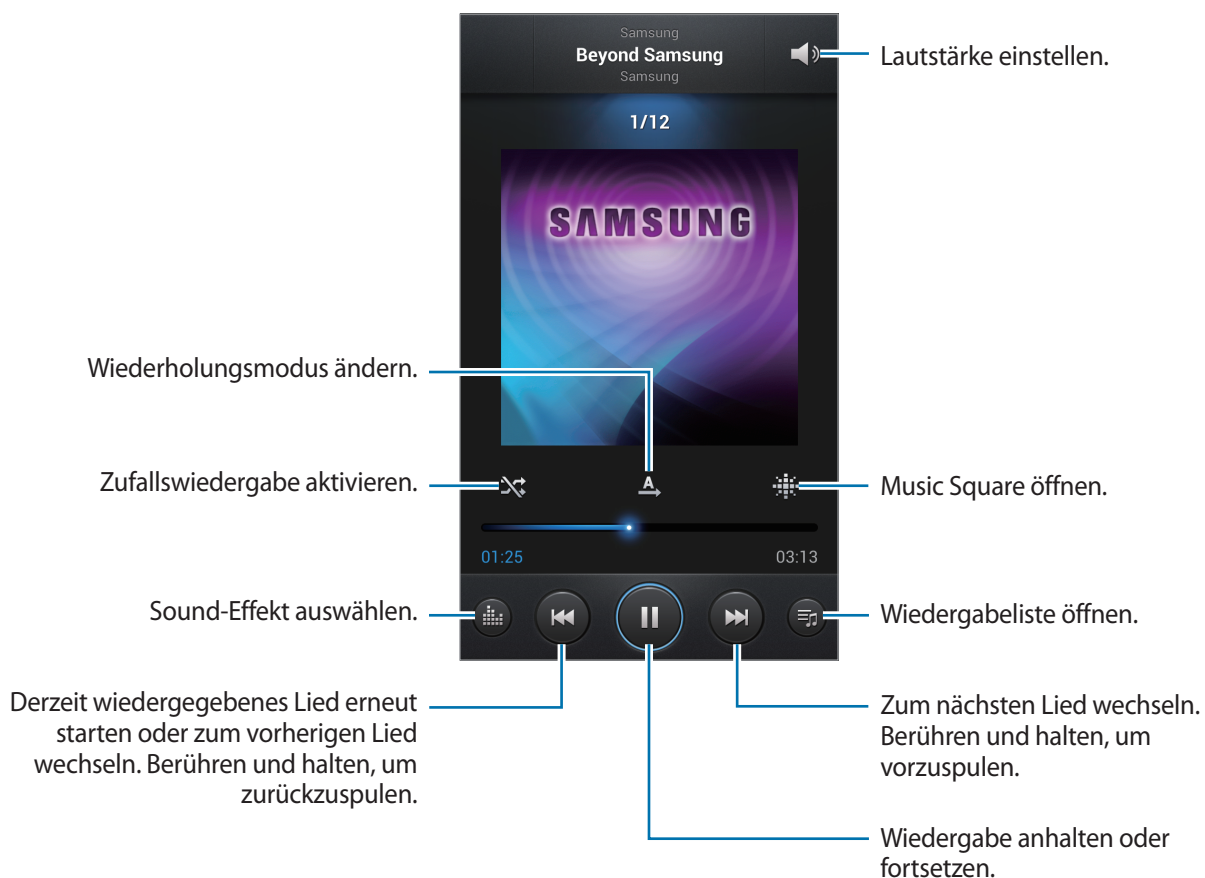 Samsung
Beyond Samsung
Samsung
Lautstärke einstellen.
1/12
SAMSUNG
Wiederholungsmodus ändern.
A
Zufallswiedergabe aktivieren.
Music Square öffnen.
01:25
03:13
Sound-Effekt auswählen.
Wiedergabeliste öffnen.
Derzeit wiedergegebenes Lied erneut
starten oder zum vorherigen Lied
wechseln. Berühren und halten, um
zurückzuspulen.
Zum nächsten Lied wechseln.
Berühren und halten, um
vorzuspulen.
Wiedergabe anhalten oder
fortsetzen.